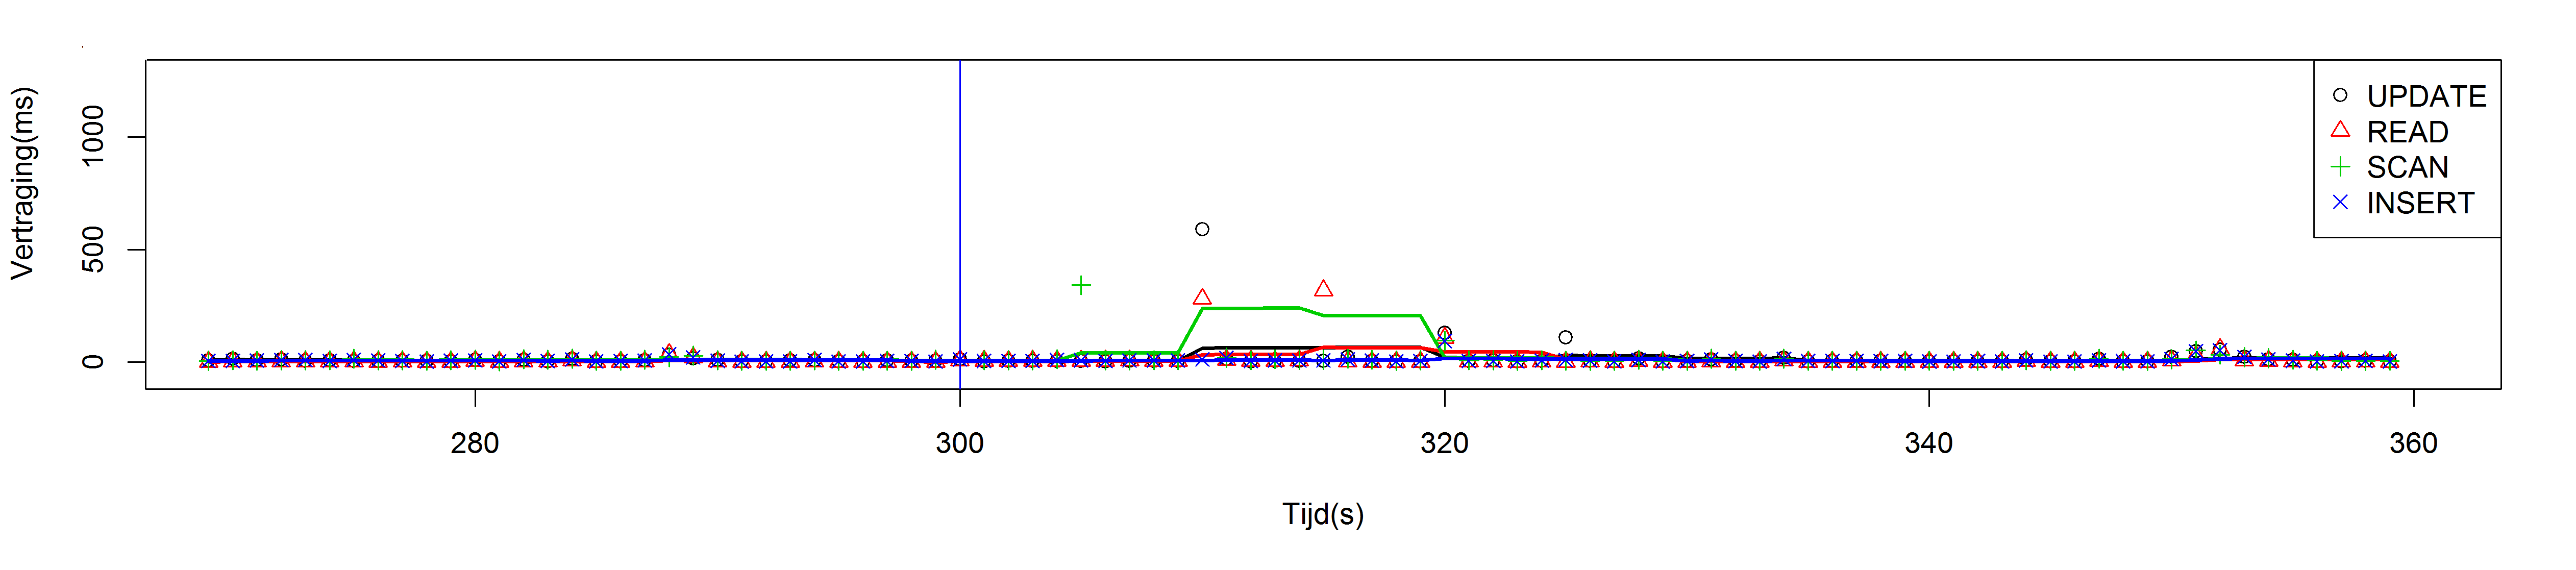 Vertraging(ms)
1000
500
0
UPDATE
READ
SCAN
INSERT
280
300
320
340
360
Tijd(s)